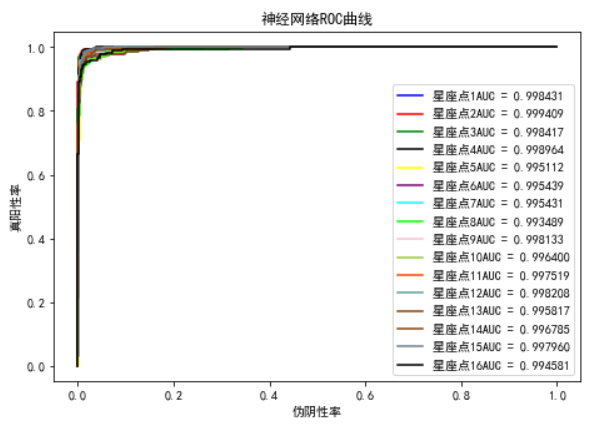 神经网络ROC曲线
真阳性率
1.0
0.8
0.6
0.4
0.2
0.0
星座点1AUC = 0.998431
星座点2AUC = 0.999409
星座点3AUC = 0.998417
星座点4AUC = 0.998964
星座点5AUC = 0.995112
星座点6AUC = 0.995439
星座点7AUC = 0.995431
星座点8AUC = 0.993489
星座点9AUC = 0.998133
星座点10AUC = 0.996400
星座点11AUC = 0.997519
星座点12AUC = 0.998208
星座点13AUC = 0.995817
星座点14AUC = 0.996785
星座点15AUC = 0.997960
星座点16AUC = 0.994581
0.0 0.2 0.4 0.6 0.8 1.0
伪阴性率